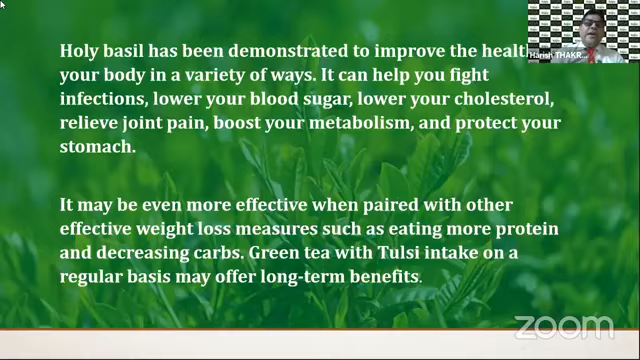 Holy basil has been demonstrated to improve the health
your body in a variety of ways. It can help you fight
infections, lower your blood sugar, lower your cholesterol,
relieve joint pain, boost your metabolism, and protect your
stomach.
It may be even more effective when paired with other
effective weight loss measures such as eating more protein
and decreasing carbs. Green tea with Tulsi intake on a
regular basis may offer long-term benefits.
Harish THAKR...
zoom